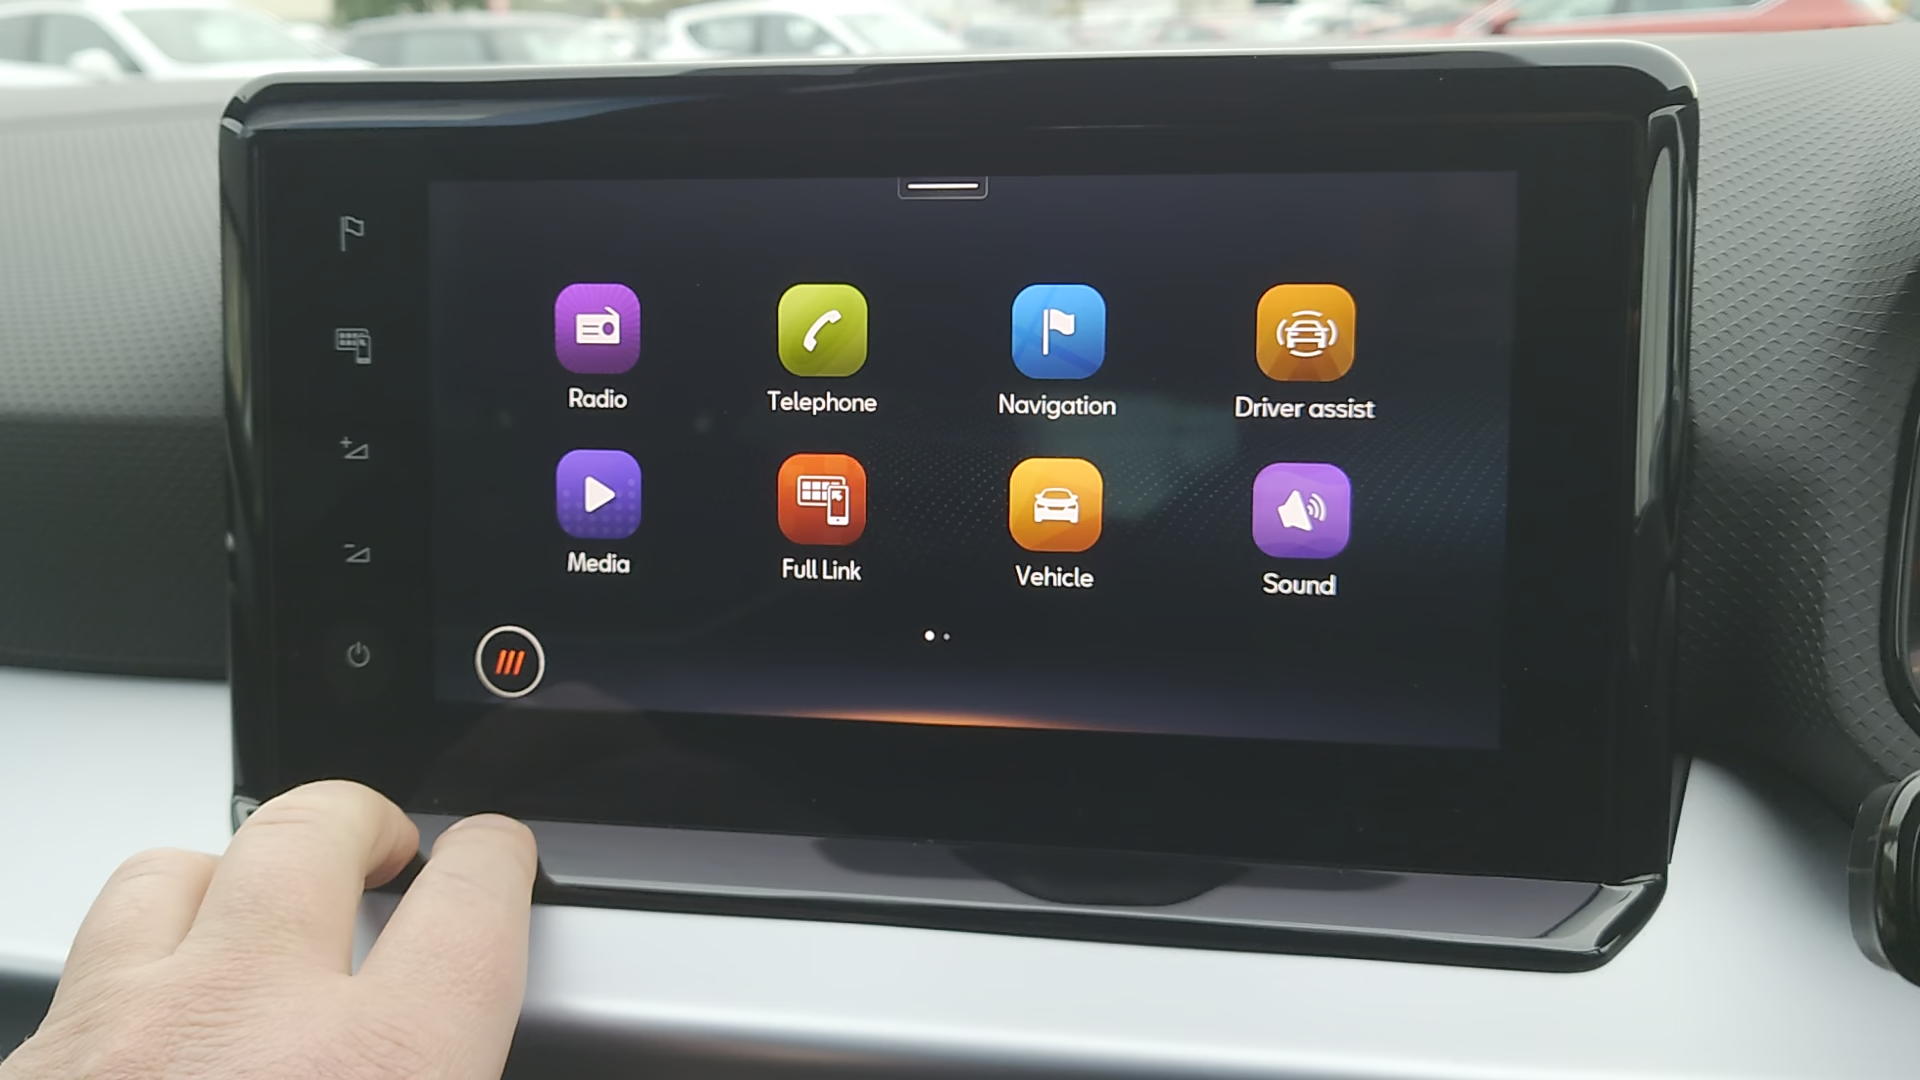 Radio
Telephone
Navigation
Driver assist
Media
Full Link
Vehicle
Sound